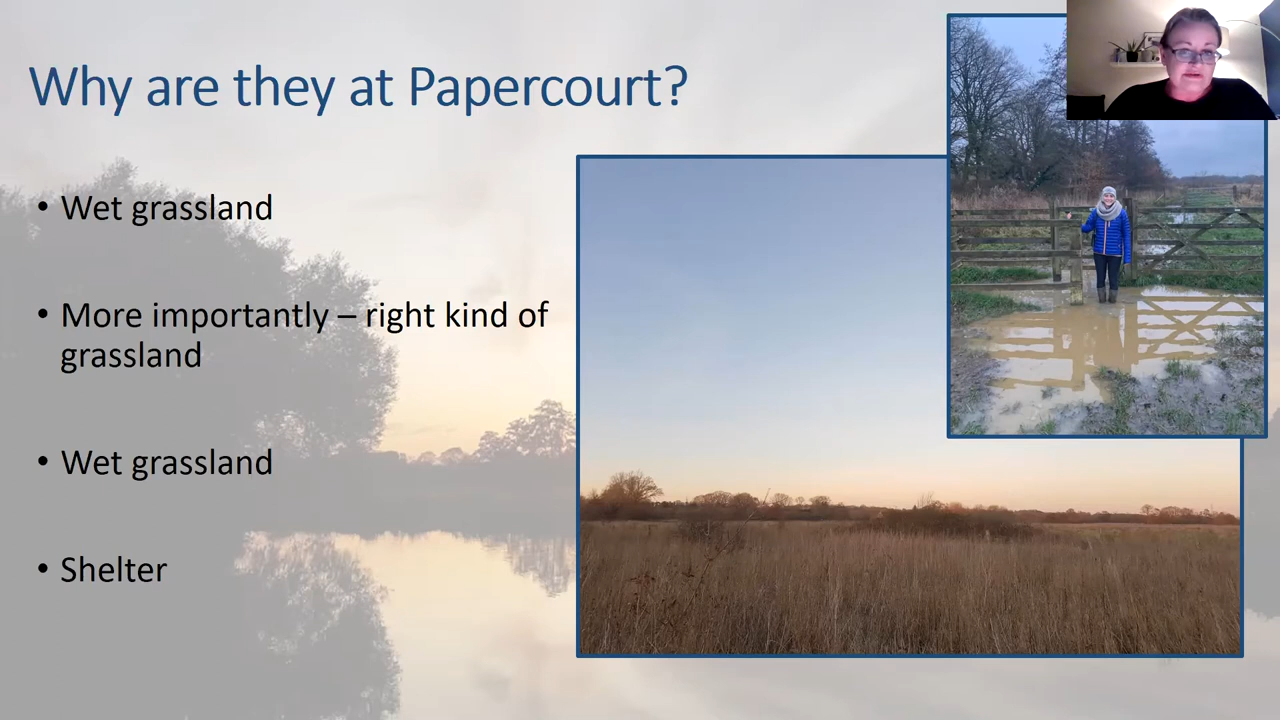 Why are they at Papercourt?
• Wet grassland
• More importantly – right kind of
grassland
• Wet grassland
• Shelter